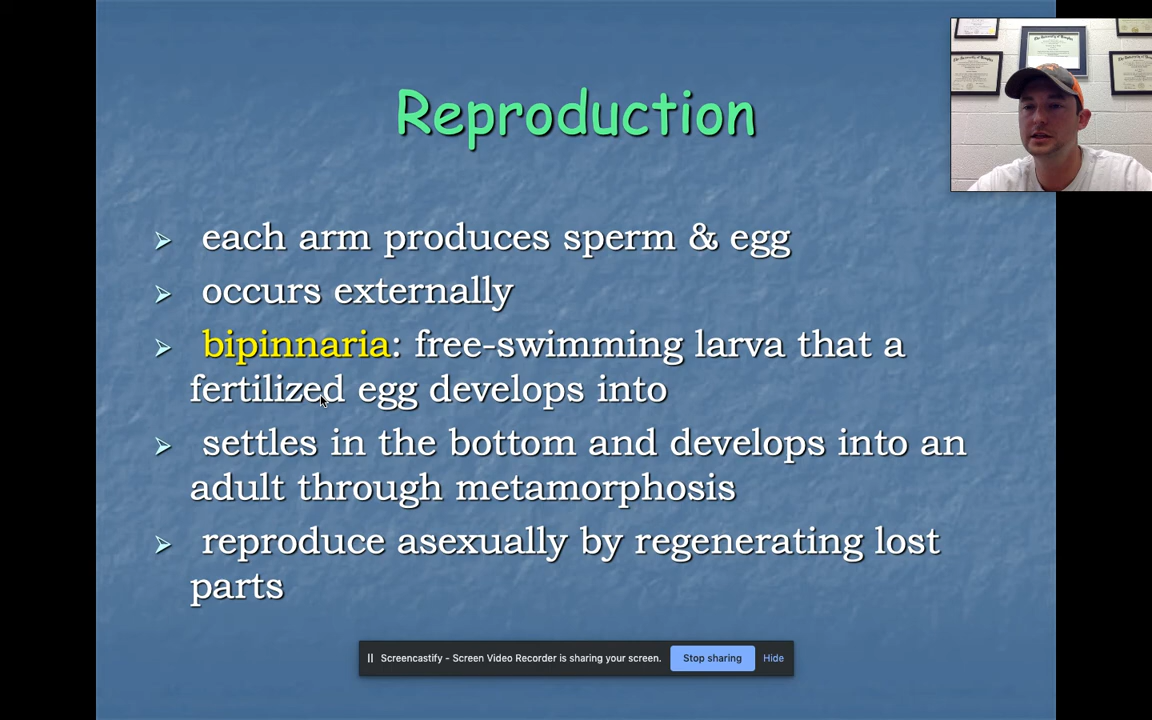 Reproduction
each arm produces sperm & egg
occurs externally
bipinnaria: free-swimming larva that a
fertilized egg develops into
settles in the bottom and develops into an
adult through metamorphosis
reproduce asexually by regenerating lost
parts
Screencastify - Screen Video Recorder is sharing your screen. Stop sharing Hide